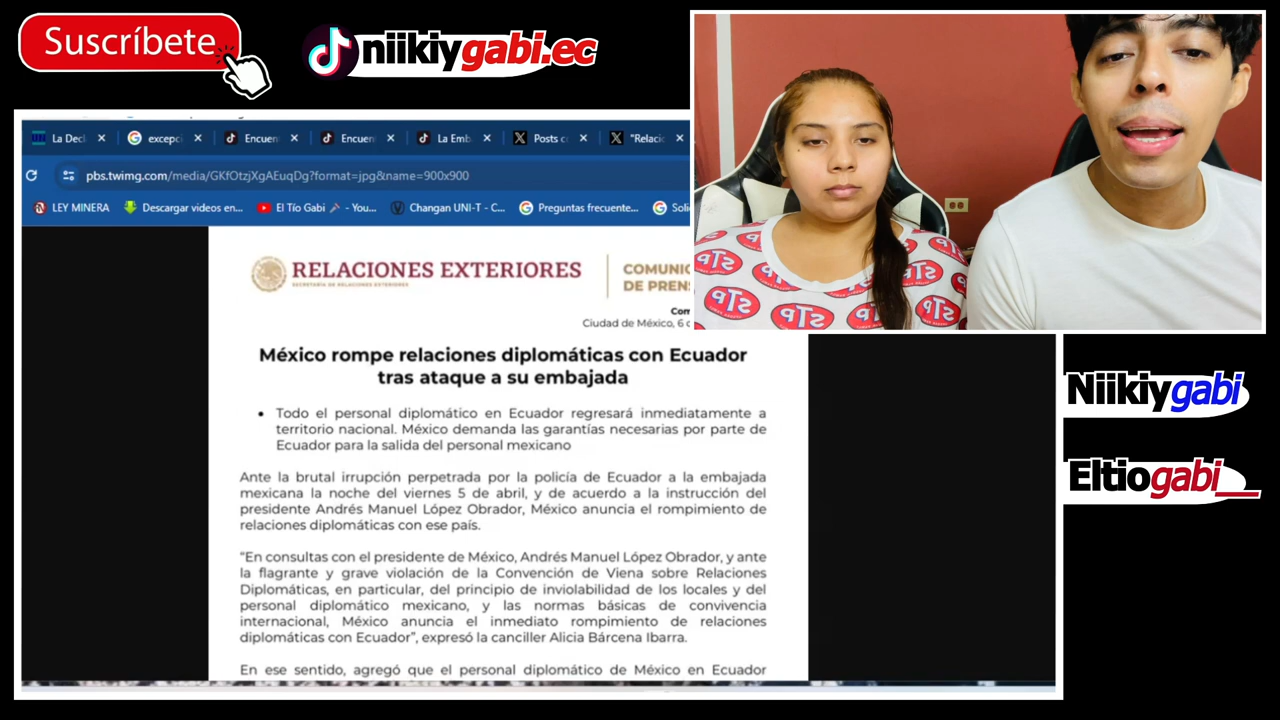 Suscríbete
niikiygabi.ec
La Decl
excepci
Encuen
Encuen
La Emb
Posts c
"Relacio
pbs.twimg.com/media/GKfOtzjXgAEuqDg?format=jpg&name=900x900
LEY MINERA
Descargar videos en...
El Tío Gabi - You...
Changan UNI-T - C...
Preguntas frecuente...
Soli
RELACIONES EXTERIORES
SECRETARÍA DE RELACIONES EXTERIORES
COMUNIC
DE PRENS
Com
Ciudad de México, 6 d
México rompe relaciones diplomáticas con Ecuador
tras ataque a su embajada
• Todo el personal diplomático en Ecuador regresará inmediatamente a
territorio nacional. México demanda las garantías necesarias por parte de
Ecuador para la salida del personal mexicano
Ante la brutal irrupción perpetrada por la policía de Ecuador a la embajada
mexicana la noche del viernes 5 de abril, y de acuerdo a la instrucción del
presidente Andrés Manuel López Obrador, México anuncia el rompimiento de
relaciones diplomáticas con ese país.
"En consultas con el presidente de México, Andrés Manuel López Obrador, y ante
la flagrante y grave violación de la Convención de Viena sobre Relaciones
Diplomáticas, en particular, del principio de inviolabilidad de los locales y del
personal diplomático mexicano, y las normas básicas de convivencia
internacional, México anuncia el inmediato rompimiento de relaciones
diplomáticas con Ecuador", expresó la canciller Alicia Bárcena Ibarra.
En ese sentido, agregó que el personal diplomático de México en Ecuador
STP
STP
STP
STP
Niikiygabi
Eltiogabi__